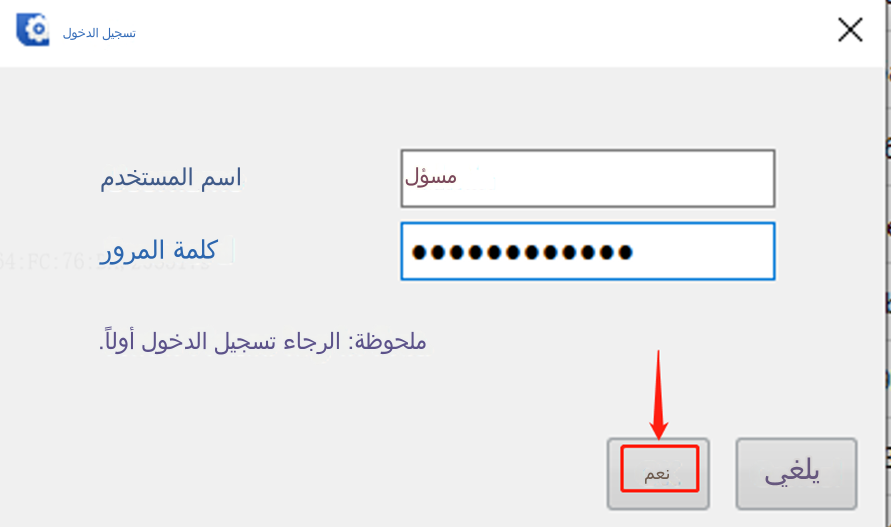 تسجيل الدخول
اسم المستخدم
مسؤل
كلمة المرور
●●●●●●●●●●●●
ملحوظة: الرجاء تسجيل الدخول أولاً.
نعم
يلغي